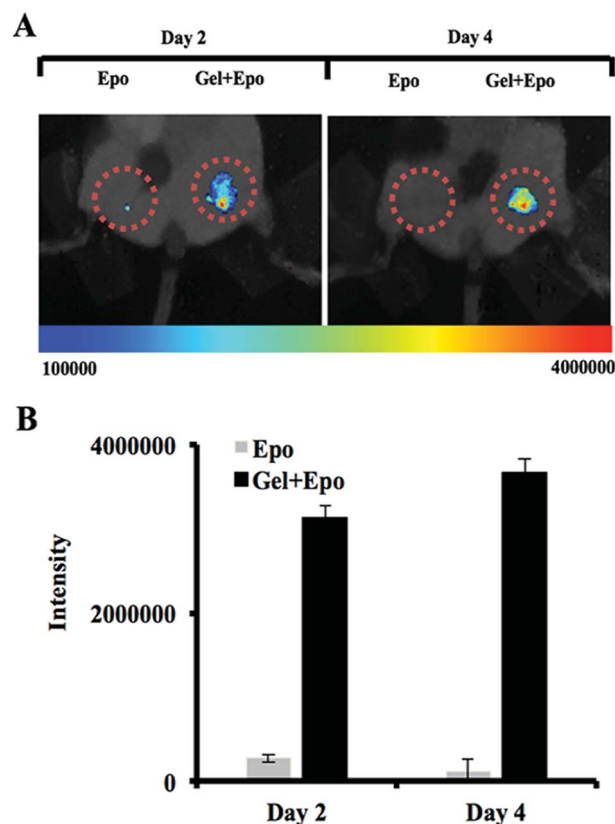 A
Day 2 Day 4
Epo Gel+Epo Epo Gel+Epo
100000 4000000
B
4000000
Epo
Gel+Epo
Intensity
2000000
0
Day 2 Day 4